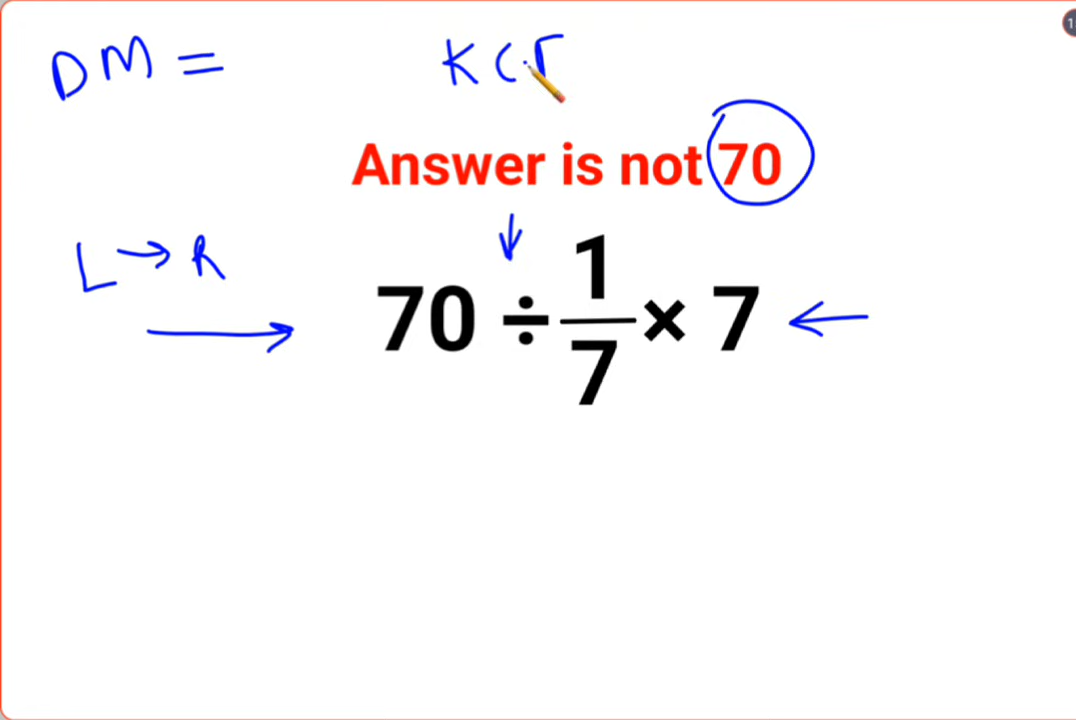 DM = KCF
Answer is not 70
L → R
70 ÷ 1/7 × 7